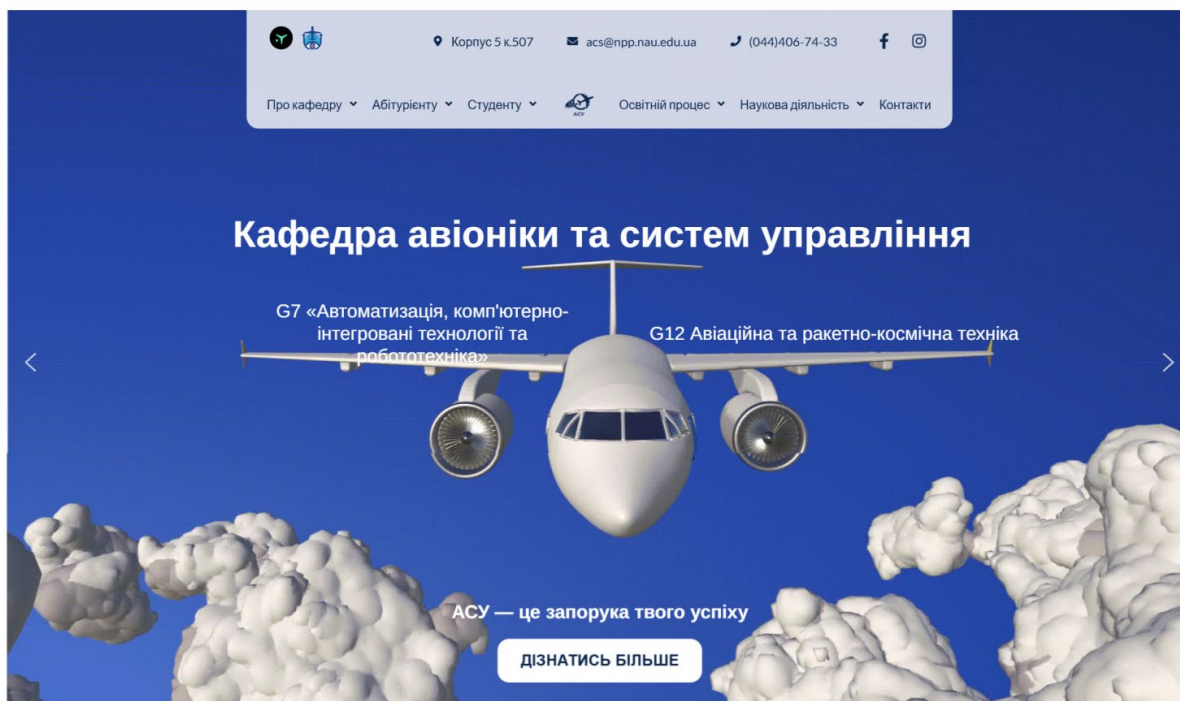 Корпус 5 к.507
acs@npp.nau.edu.ua
(044)406-74-33
Про кафедру
Абітурієнту
Студенту
АСУ
Освітній процес
Наукова діяльність
Контакти
Кафедра авіоніки та систем управління
G7 «Автоматизація, комп'ютерно-
інтегровані технології та
робототехніка»
G12 Авіаційна та ракетно-космічна техніка
АСУ — це запорука твого успіху
ДІЗНАТИСЬ БІЛЬШЕ